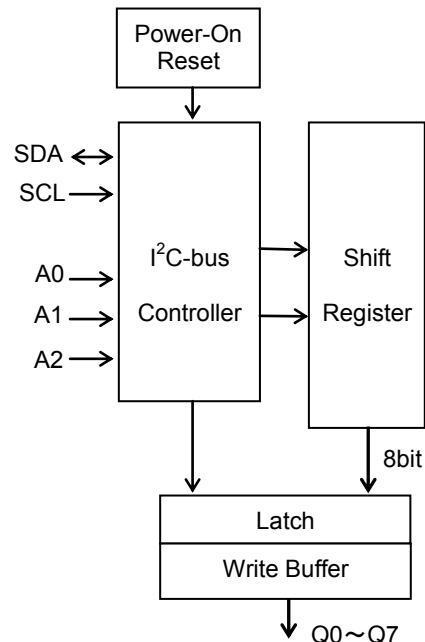 Power-On
Reset
SDA
SCL
A0
A1
A2
I²C-bus
Controller
Shift
Register
8bit
Latch
Write Buffer
Q0～Q7